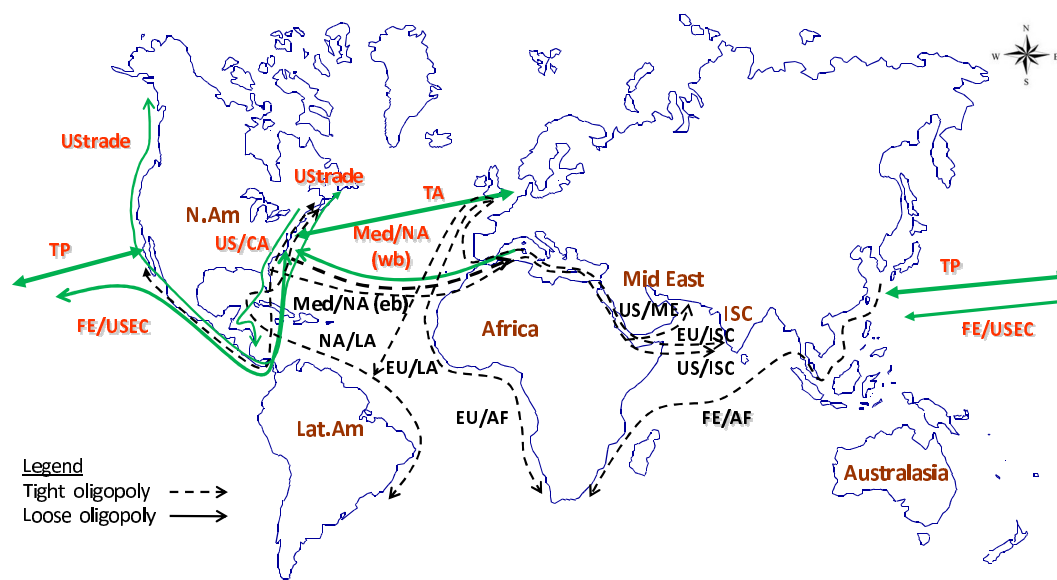 N
W E
S
UStrade
UStrade
TA
N.Am
US/CA
Med/NA
(wb)
TP
Mid East
TP
Med/NA (eb)
US/ME
ISC
FE/USEC
Africa
FE/USEC
NA/LA
EU/ISC
EU/LA
US/ISC
EU/AF
FE/AF
Lat.Am
Australasia
Legend
Tight oligopoly
Loose oligopoly